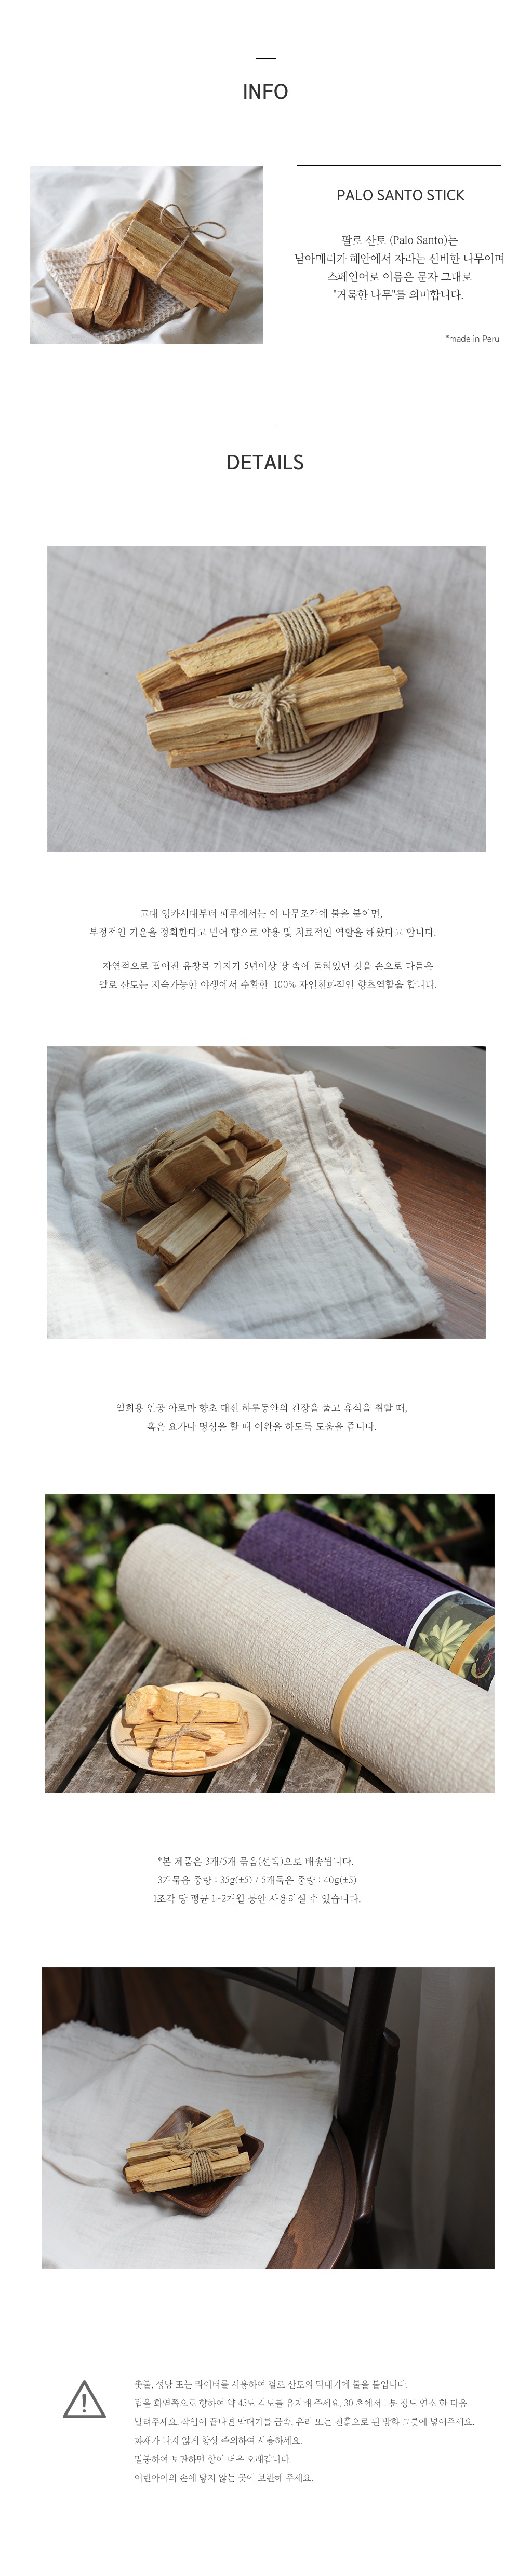 INFO
PALO SANTO STICK
팔로 산토 (Palo Santo)는
남아메리카 해안에서 자라는 신비한 나무이며
스페인어로 이름은 문자 그대로
"거룩한 나무"를 의미합니다.
*made in Peru
DETAILS
고대 잉카시대부터 페루에서는 이 나무조각에 불을 붙이면,
부정적인 기운을 정화한다고 믿어 향으로 약용 및 치료적인 역할을 해왔다고 합니다.
자연적으로 떨어진 유창목 가지가 5년이상 땅 속에 묻혀있던 것을 손으로 다듬은
팔로 산토는 지속가능한 야생에서 수확한 100% 자연친화적인 향초역할을 합니다.
일회용 인공 아로마 향초 대신 하루동안의 긴장을 풀고 휴식을 취할 때,
혹은 요가나 명상을 할 때 이완을 하도록 도움을 줍니다.
*본 제품은 3개/5개 묶음(선택)으로 배송됩니다.
3개묶음 중량 : 35g(±5) / 5개묶음 중량 : 40g(±5)
1조각 당 평균 1~2개월 동안 사용하실 수 있습니다.
촛불, 성냥 또는 라이터를 사용하여 팔로 산토의 막대기에 불을 붙입니다.
팁을 화염쪽으로 향하여 약 45도 각도를 유지해 주세요. 30 초에서 1 분 정도 연소 한 다음
날려주세요. 작업이 끝나면 막대기를 금속, 유리 또는 진흙으로 된 방화 그릇에 넣어주세요.
화재가 나지 않게 항상 주의하여 사용하세요.
밀봉하여 보관하면 향이 더욱 오래갑니다.
어린아이의 손에 닿지 않는 곳에 보관해 주세요.